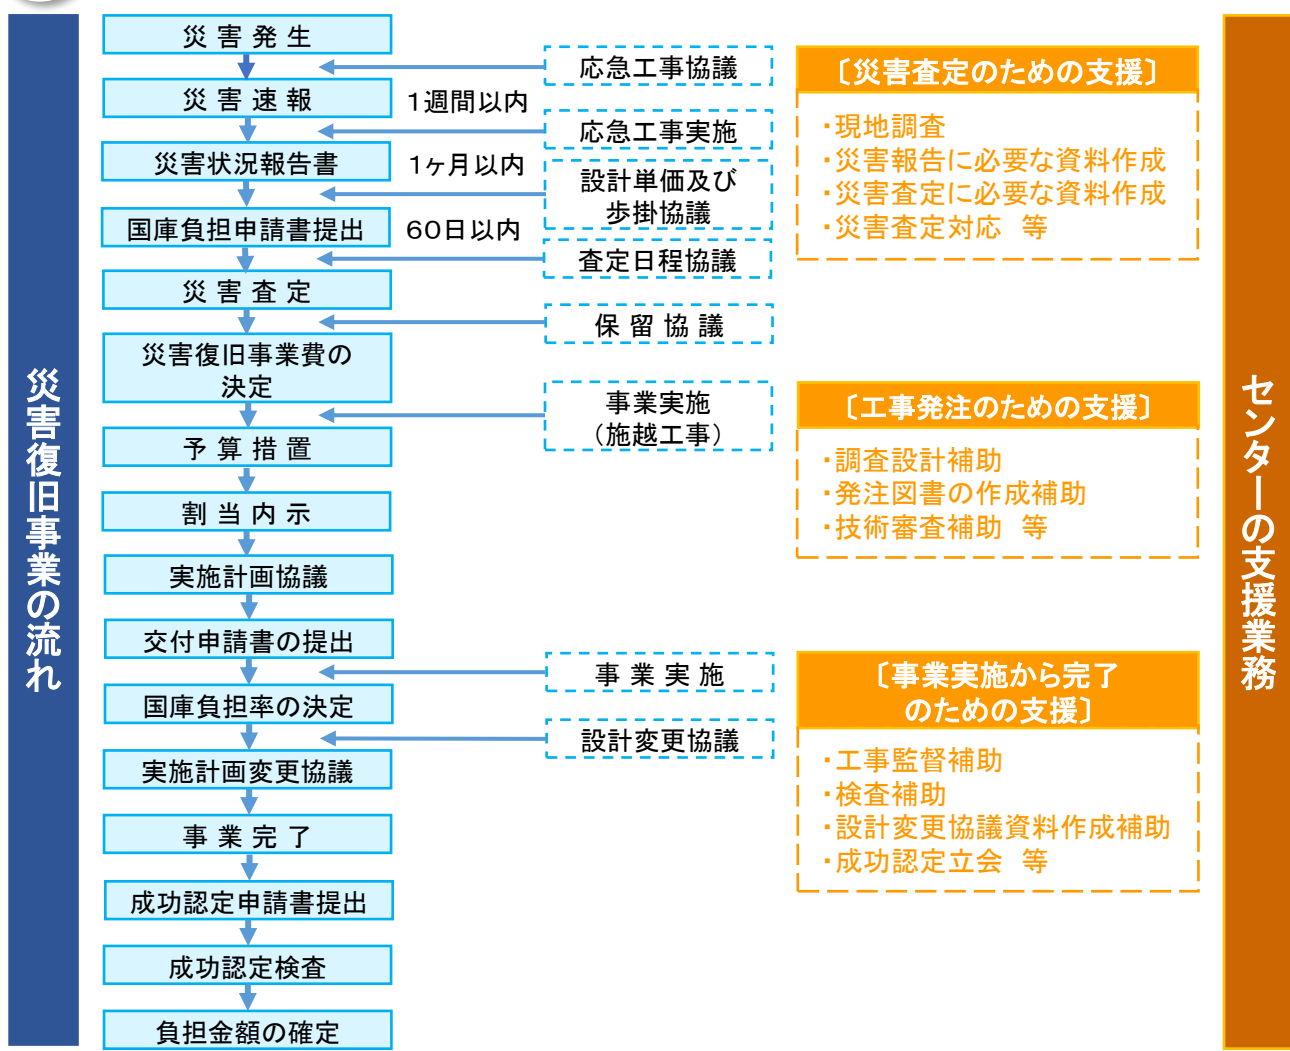 災害復旧事業の流れ
災害発生
災害速報
1週間以内
災害状況報告書
1ヶ月以内
国庫負担申請書提出
60日以内
災害査定
災害復旧事業費の
決定
予算措置
割当内示
実施計画協議
交付申請書の提出
国庫負担率の決定
実施計画変更協議
事業完了
成功認定申請書提出
成功認定検査
負担金額の確定
応急工事協議
応急工事実施
設計単価及び
歩掛協議
査定日程協議
保留協議
事業実施
(施越工事)
事業実施
設計変更協議
〔災害査定のための支援〕
・現地調査
・災害報告に必要な資料作成
・災害査定に必要な資料作成
・災害査定対応 等
〔工事発注のための支援〕
・調査設計補助
・発注図書の作成補助
・技術審査補助 等
〔事業実施から完了
のための支援〕
・工事監督補助
・検査補助
・設計変更協議資料作成補助
・成功認定立会 等
センターの支援業務